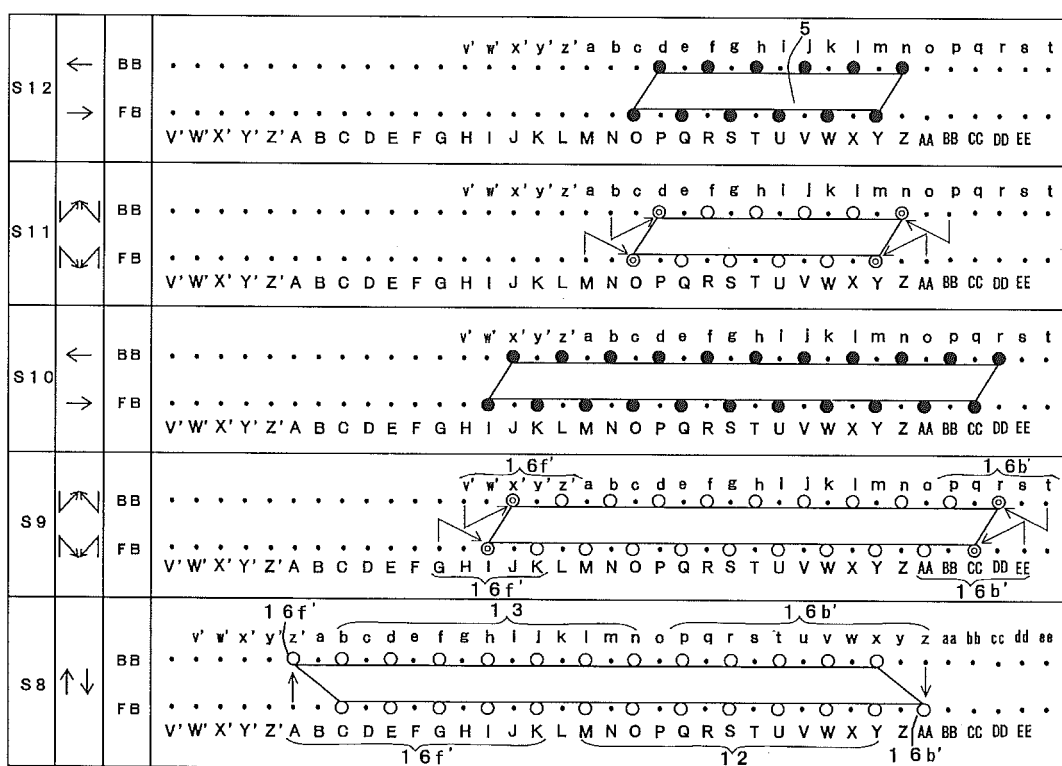 5
v' w' x' y' z' a b c d e f g h i j k l m n o p q r s t
S12 ← BB
→ FB
V' W' X' Y' Z' A B C D E F G H I J K L M N O P Q R S T U V W X Y Z AA BB CC DD EE
v' w' x' y' z' a b c d e f g h i j k l m n o p q r s t
S11 BB
FB
V' W' X' Y' Z' A B C D E F G H I J K L M N O P Q R S T U V W X Y Z AA BB CC DD EE
v' w' x' y' z' a b c d e f g h i j k l m n o p q r s t
S10 ← BB
→ FB
V' W' X' Y' Z' A B C D E F G H I J K L M N O P Q R S T U V W X Y Z AA BB CC DD EE
16f' 16b'
v' w' x' y' z' a b c d e f g h i j k l m n o p q r s t
S9 BB
FB
V' W' X' Y' Z' A B C D E F G H I J K L M N O P Q R S T U V W X Y Z AA BB CC DD EE
16f' 16b'
16f' 13 16b'
v' w' x' y' z' a b c d e f g h i j k l m n o p q r s t u v w x y z aa bb cc dd ee
S8 ↑↓ BB
FB
V' W' X' Y' Z' A B C D E F G H I J K L M N O P Q R S T U V W X Y Z AA BB CC DD EE
16f' 12 16b'